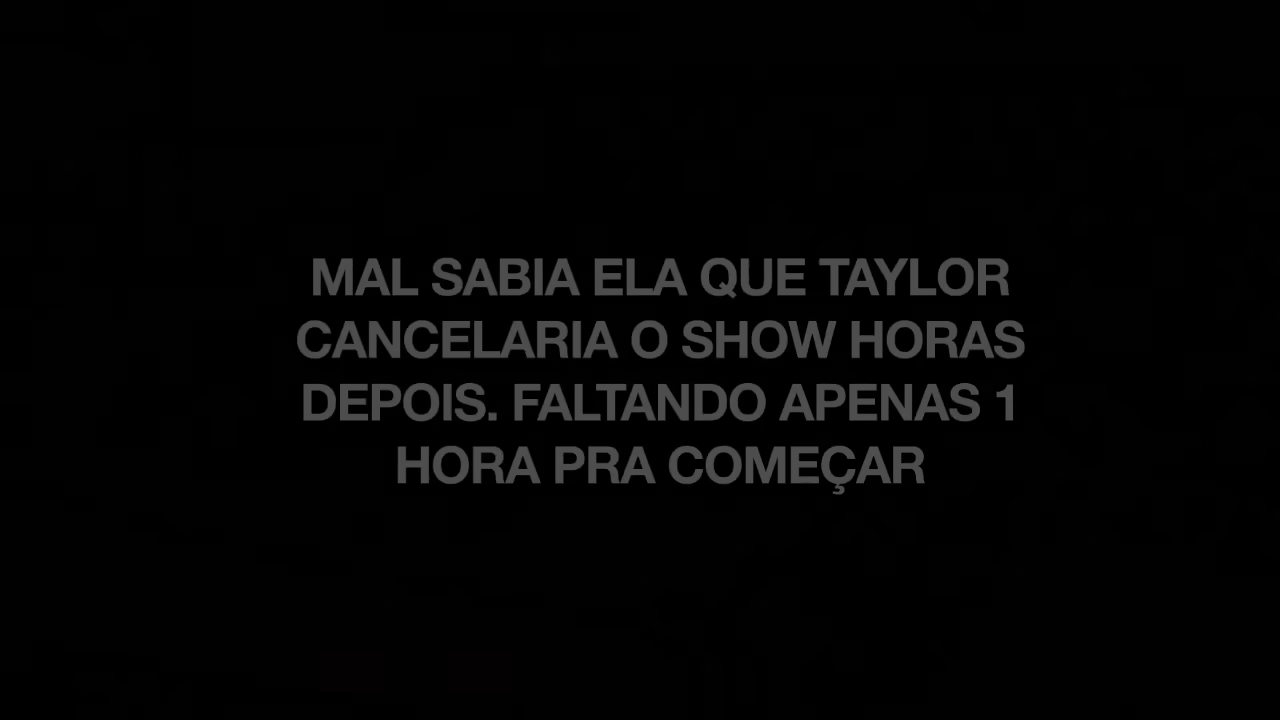 MAL SABIA ELA QUE TAYLOR
CANCELARIA O SHOW HORAS
DEPOIS. FALTANDO APENAS 1
HORA PRA COMEÇAR